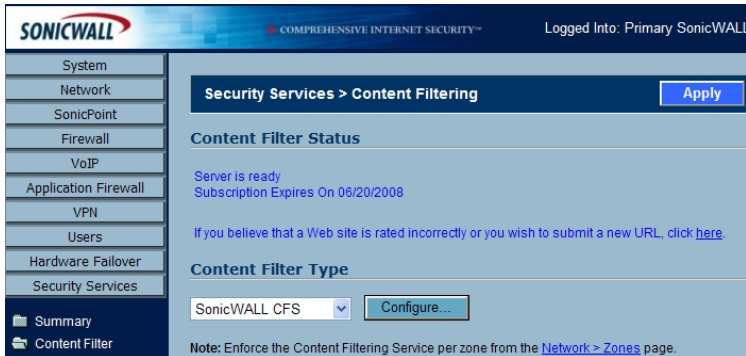 SONICWALL
COMPREHENSIVE INTERNET SECURITY™
Logged Into: Primary SonicWALL
System
Network
SonicPoint
Firewall
VoIP
Application Firewall
VPN
Users
Hardware Failover
Security Services
Summary
Content Filter
Security Services > Content Filtering
Apply
Content Filter Status
Server is ready
Subscription Expires On 06/20/2008
If you believe that a Web site is rated incorrectly or you wish to submit a new URL, click here.
Content Filter Type
SonicWALL CFS
Configure...
Note: Enforce the Content Filtering Service per zone from the Network > Zones page.